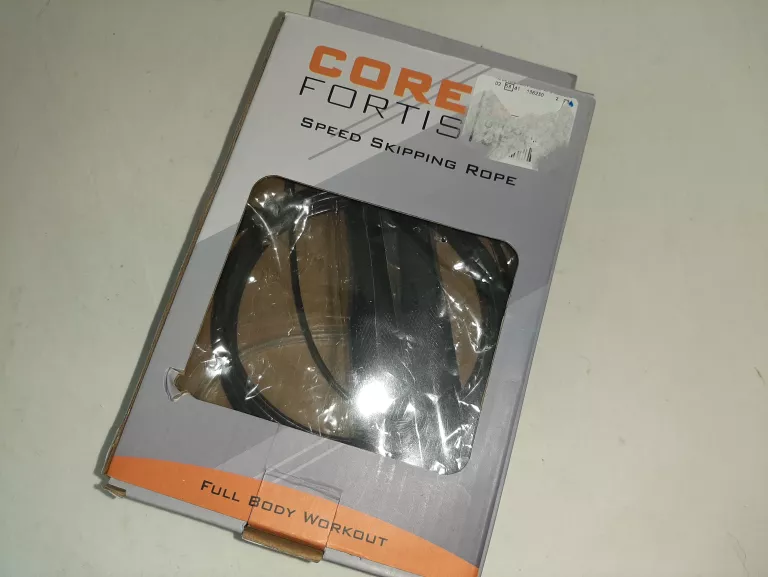 CORE
FORTIS
SPEED SKIPPING ROPE
FULL BODY WORKOUT